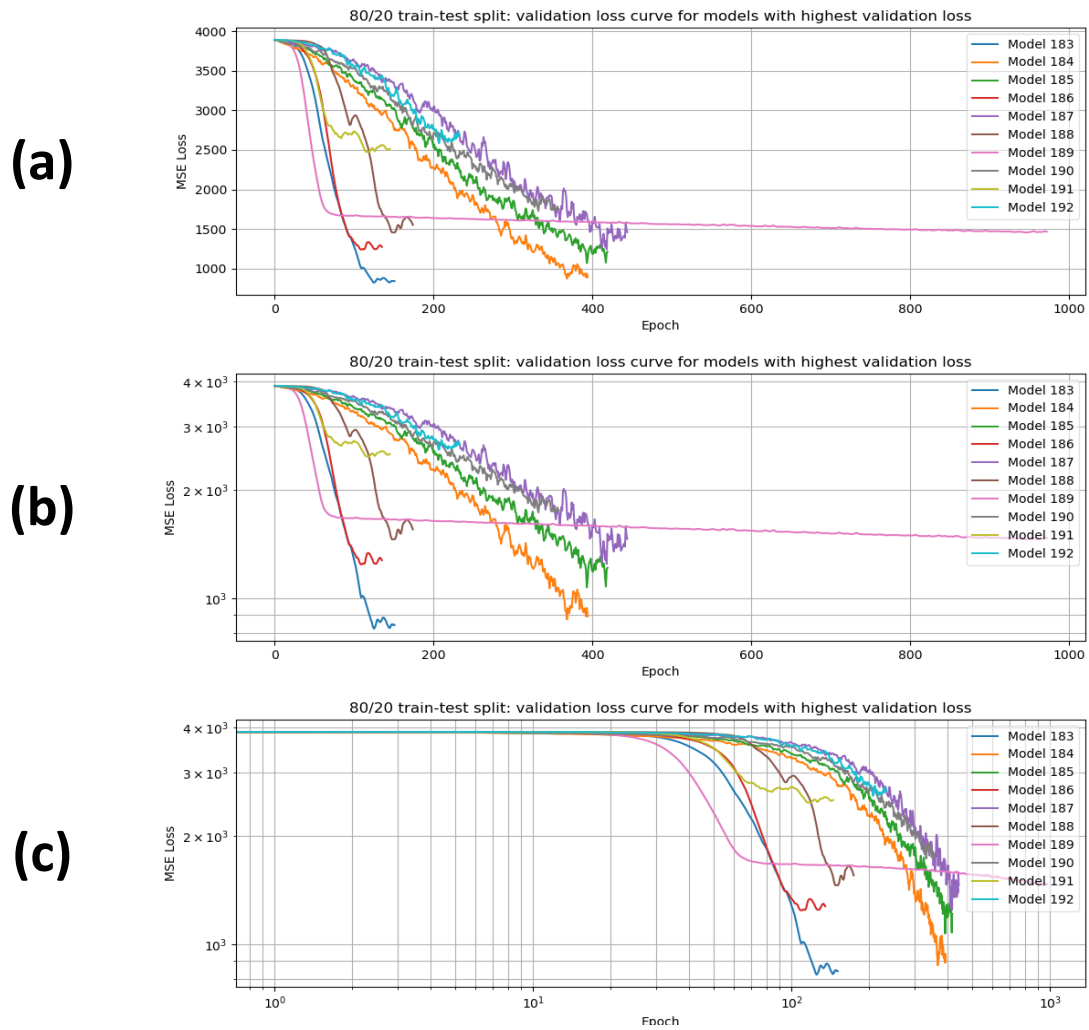 (a)
80/20 train-test split: validation loss curve for models with highest validation loss
MSE Loss
4000
3500
3000
2500
2000
1500
1000
0 200 400 600 800 1000
Epoch
Model 183
Model 184
Model 185
Model 186
Model 187
Model 188
Model 189
Model 190
Model 191
Model 192
(b)
80/20 train-test split: validation loss curve for models with highest validation loss
MSE Loss
4 × 10³
3 × 10³
2 × 10³
10³
0 200 400 600 800 1000
Epoch
Model 183
Model 184
Model 185
Model 186
Model 187
Model 188
Model 189
Model 190
Model 191
Model 192
(c)
80/20 train-test split: validation loss curve for models with highest validation loss
MSE Loss
4 × 10³
3 × 10³
2 × 10³
10³
10⁰ 10¹ 10² 10³
Epoch
Model 183
Model 184
Model 185
Model 186
Model 187
Model 188
Model 189
Model 190
Model 191
Model 192